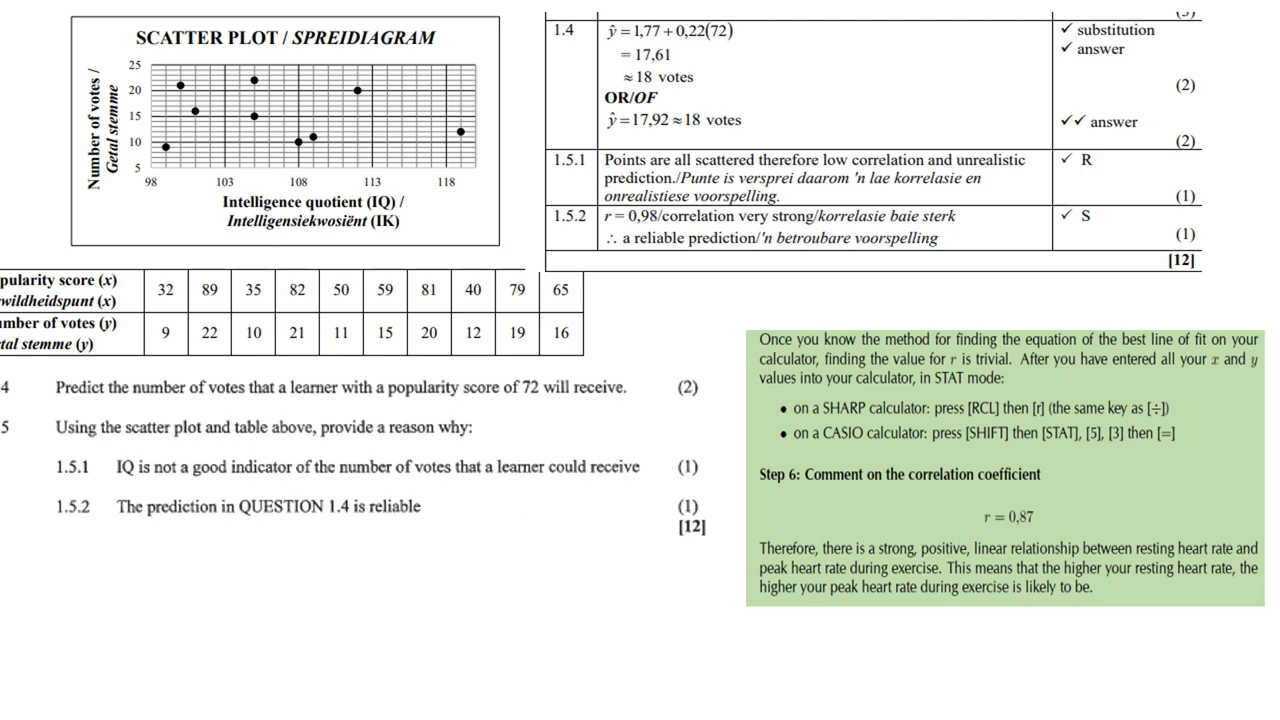 SCATTER PLOT / SPREIDIAGRAM
Number of votes /
Getal stemme
25
20
15
10
5
98 103 108 113 118
Intelligence quotient (IQ) /
Intelligensiekwosiënt (IK)
pularity score (x) 32 89 35 82 50 59 81 40 79 65
wildheidspunt (x)
mber of votes (y) 9 22 10 21 11 15 20 12 19 16
tal stemme (y)
4 Predict the number of votes that a learner with a popularity score of 72 will receive. (2)
5 Using the scatter plot and table above, provide a reason why:
1.5.1 IQ is not a good indicator of the number of votes that a learner could receive (1)
1.5.2 The prediction in QUESTION 1.4 is reliable (1)
[12]
1.4 ŷ = 1,77 + 0,22(72) ✓ substitution
= 17,61 ✓ answer
≈ 18 votes (2)
OR/OF
ŷ = 17,92 ≈ 18 votes ✓✓ answer
(2)
1.5.1 Points are all scattered therefore low correlation and unrealistic ✓ R
prediction./Punte is versprei daarom 'n lae korrelasie en
onrealistiese voorspelling. (1)
1.5.2 r = 0,98/correlation very strong/korrelasie baie sterk ✓ S
∴ a reliable prediction/'n betroubare voorspelling (1)
[12]
Once you know the method for finding the equation of the best line of fit on your
calculator, finding the value for r is trivial. After you have entered all your x and y
values into your calculator, in STAT mode:
• on a SHARP calculator: press [RCL] then [r] (the same key as [÷])
• on a CASIO calculator: press [SHIFT] then [STAT], [5], [3] then [=]
Step 6: Comment on the correlation coefficient
r = 0,87
Therefore, there is a strong, positive, linear relationship between resting heart rate and
peak heart rate during exercise. This means that the higher your resting heart rate, the
higher your peak heart rate during exercise is likely to be.